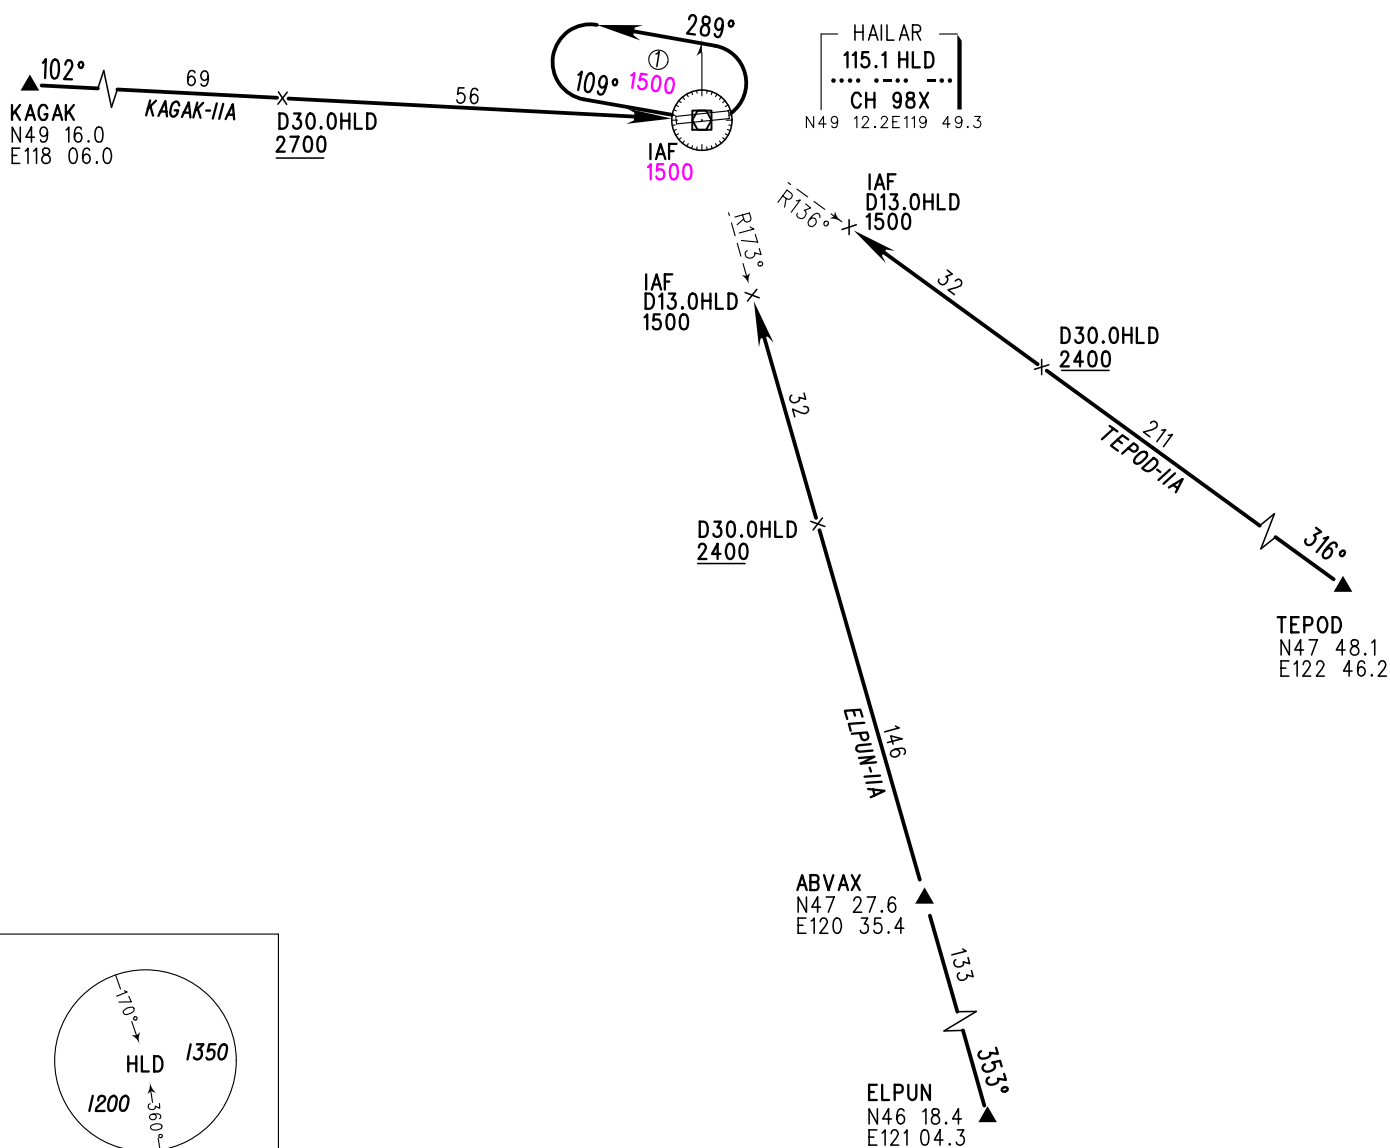 289°
HAILAR
①
115.1 HLD
1500
CH 98X
N49 12.2E119 49.3
109°
102°
69
56
KAGAK-11A
KAGAK
N49 16.0
E118 06.0
D30.0HLD
2700
IAF
1500
R136°
IAF
D13.0HLD
1500
R173°
IAF
D13.0HLD
1500
32
D30.0HLD
2400
32
211
TEPOD-11A
316°
D30.0HLD
2400
TEPOD
N47 48.1
E122 46.2
ELPUN-11A
146
ABVAX
N47 27.6
E120 35.4
133
353°
170°
HLD
1350
1200
360°
ELPUN
N46 18.4
E121 04.3